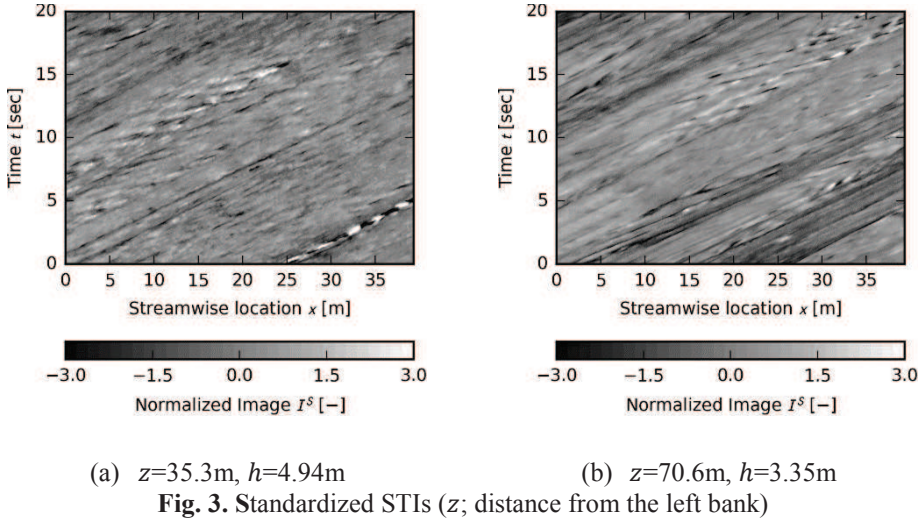 20
15
10
5
0
Time t [sec]
0 5 10 15 20 25 30 35
Streamwise location x [m]
−3.0 −1.5 0.0 1.5 3.0
Normalized Image I^S [−]
(a) z=35.3m, h=4.94m
20
15
10
5
0
Time t [sec]
0 5 10 15 20 25 30 35
Streamwise location x [m]
−3.0 −1.5 0.0 1.5 3.0
Normalized Image I^S [−]
(b) z=70.6m, h=3.35m
Fig. 3. Standardized STIs (z; distance from the left bank)